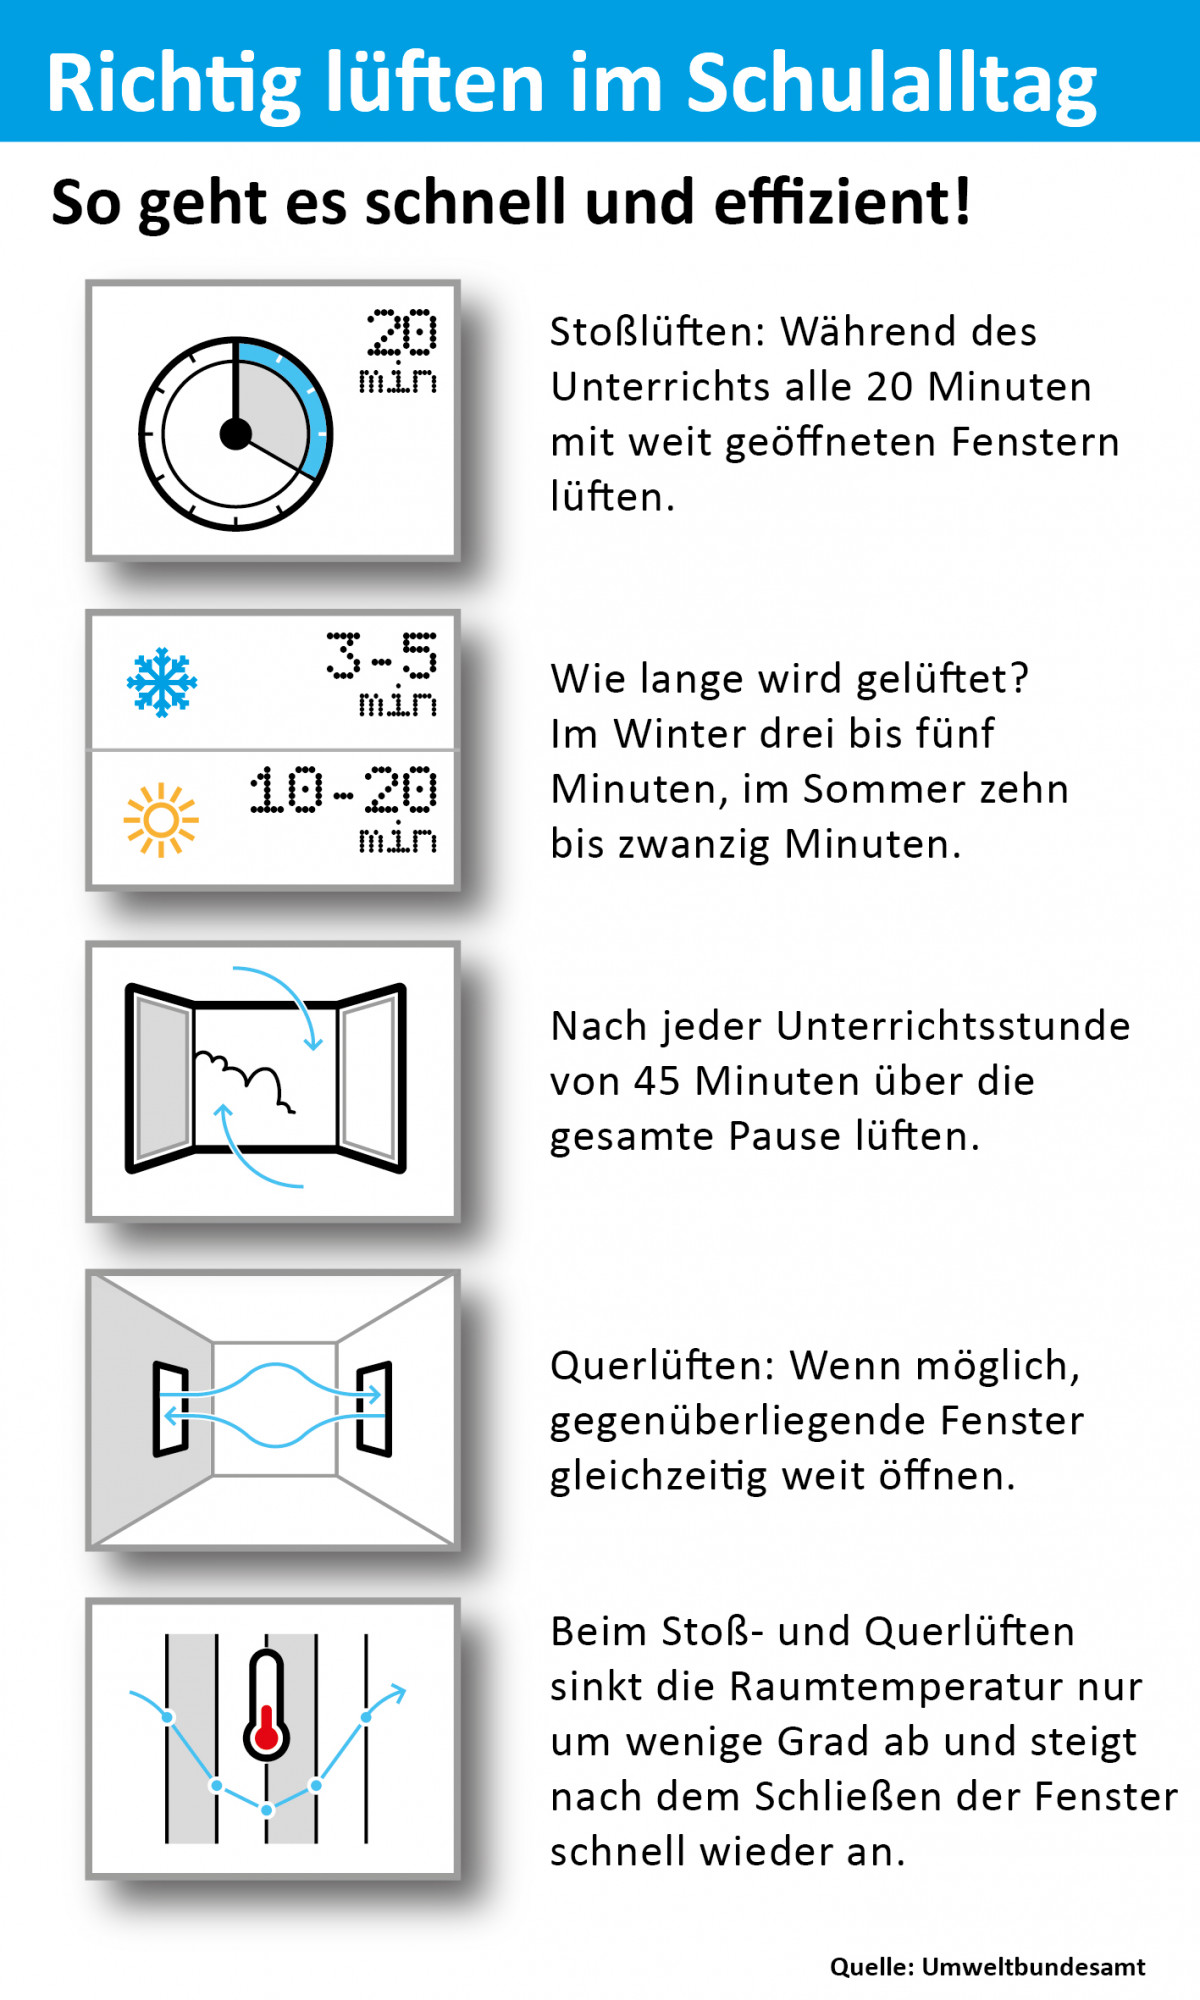 Richtig lüften im Schulalltag
So geht es schnell und effizient!
20
min
Stoßlüften: Während des
Unterrichts alle 20 Minuten
mit weit geöffneten Fenstern
lüften.
3-5
min
10-20
min
Wie lange wird gelüftet?
Im Winter drei bis fünf
Minuten, im Sommer zehn
bis zwanzig Minuten.
Nach jeder Unterrichtsstunde
von 45 Minuten über die
gesamte Pause lüften.
Querlüften: Wenn möglich,
gegenüberliegende Fenster
gleichzeitig weit öffnen.
Beim Stoß- und Querlüften
sinkt die Raumtemperatur nur
um wenige Grad ab und steigt
nach dem Schließen der Fenster
schnell wieder an.
Quelle: Umweltbundesamt